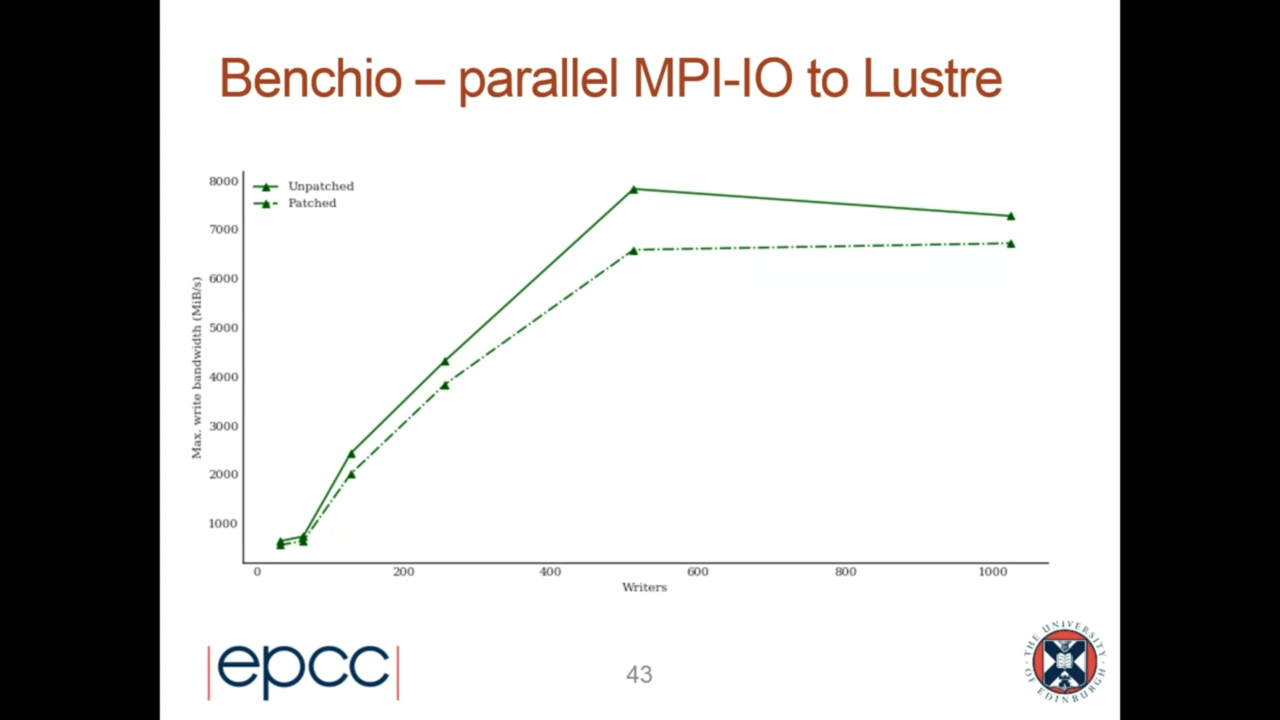 Benchio – parallel MPI-IO to Lustre
Unpatched
Patched
8000
7000
6000
5000
4000
3000
2000
1000
Max. write bandwidth (MiB/s)
0 200 400 600 800 1000
Writers
epcc
43
THE UNIVERSITY
OF EDINBURGH